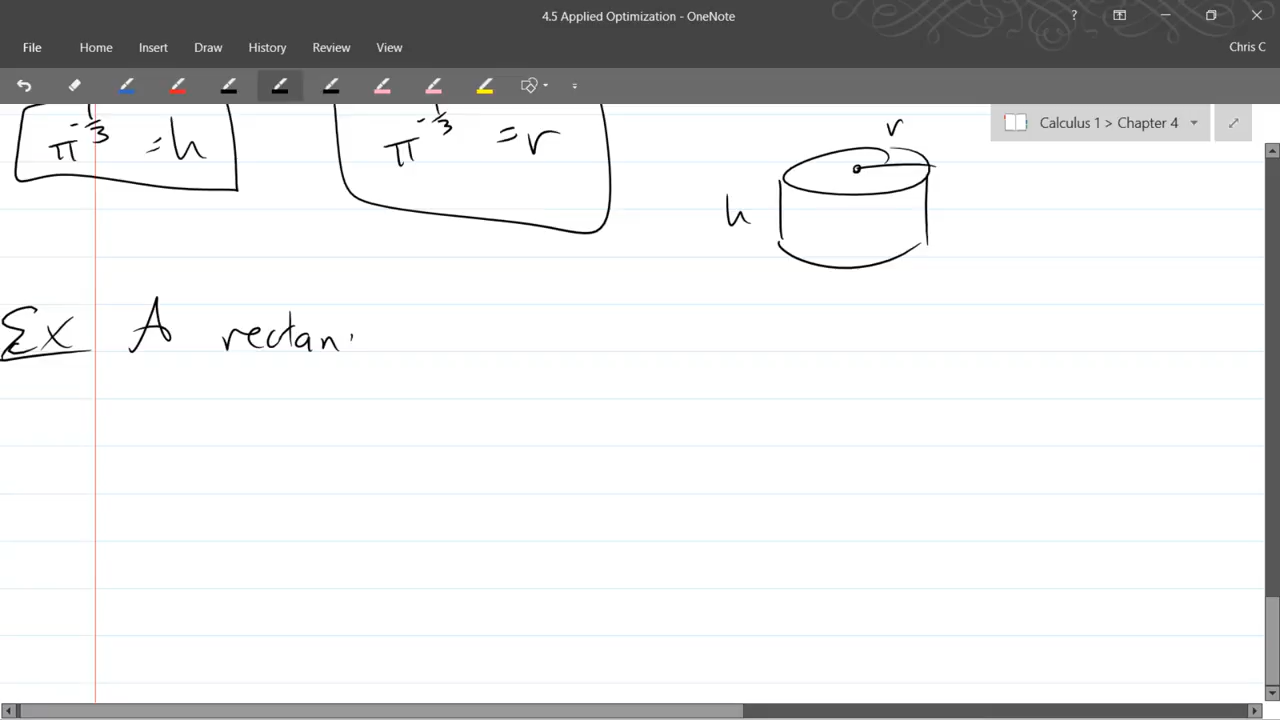 4.5 Applied Optimization - OneNote
?
File Home Insert Draw History Review View Chris C
Calculus 1 > Chapter 4
π^{-1/3} = h
π^{-1/3} = r
r
h
Ex A rectan